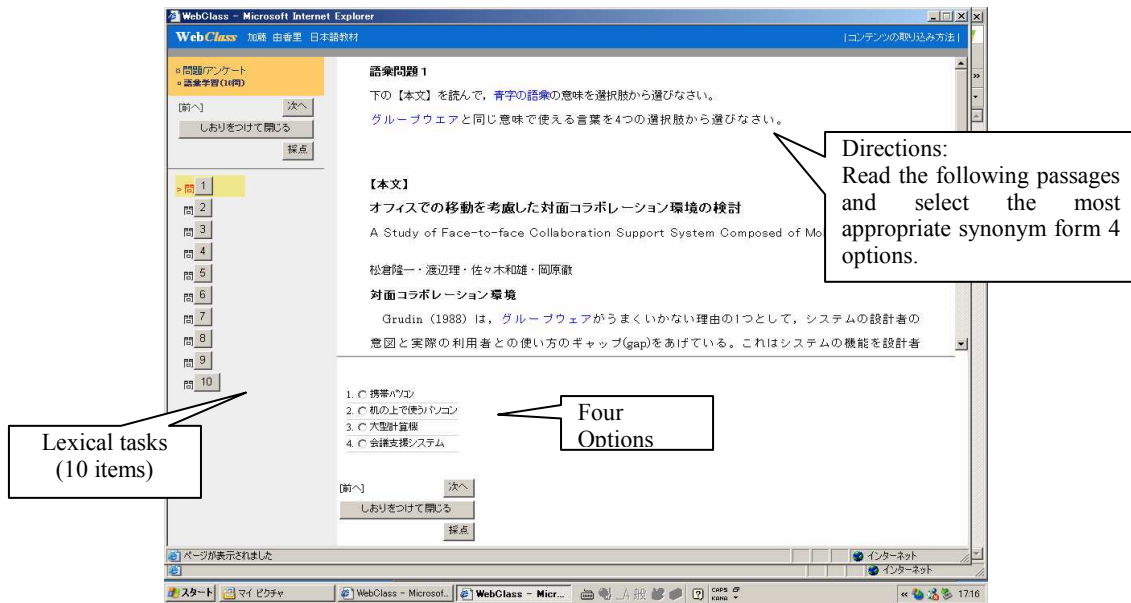 WebClass - Microsoft Internet Explorer
WebClass 加藤 由香里 日本語教材
|コンテンツの取り込み方法|
問題/アンケート
語彙学習(10問)
[前へ] 次へ
しおりをつけて閉じる
採点
>問 1
問 2
問 3
問 4
問 5
問 6
問 7
問 8
問 9
問 10
語彙問題1
下の【本文】を読んで，青字の語彙の意味を選択肢から選びなさい。
グループウエアと同じ意味で使える言葉を4つの選択肢から選びなさい。
【本文】
オフィスでの移動を考慮した対面コラボレーション環境の検討
A Study of Face-to-face Collaboration Support System Composed of Mo
松倉隆一・渡辺理・佐々木和雄・岡原徹
対面コラボレーション環境
Grudin (1988) は，グループウェアがうまくいかない理由の1つとして，システムの設計者の
意図と実際の利用者との使い方のギャップ(gap)をあげている。これはシステムの機能を設計者
1. 携帯パソコン
2. 机の上で使うパソコン
3. 大型計算機
4. 会議支援システム
[前へ] 次へ
しおりをつけて閉じる
採点
Directions:
Read the following passages
and select the most
appropriate synonym form 4
options.
Four
Options
Lexical tasks
(10 items)
ページが表示されました
インターネット
インターネット
スタート マイ ピクチャ WebClass - Microsof... WebClass - Micr... A 般 CAPS KANA 17:16